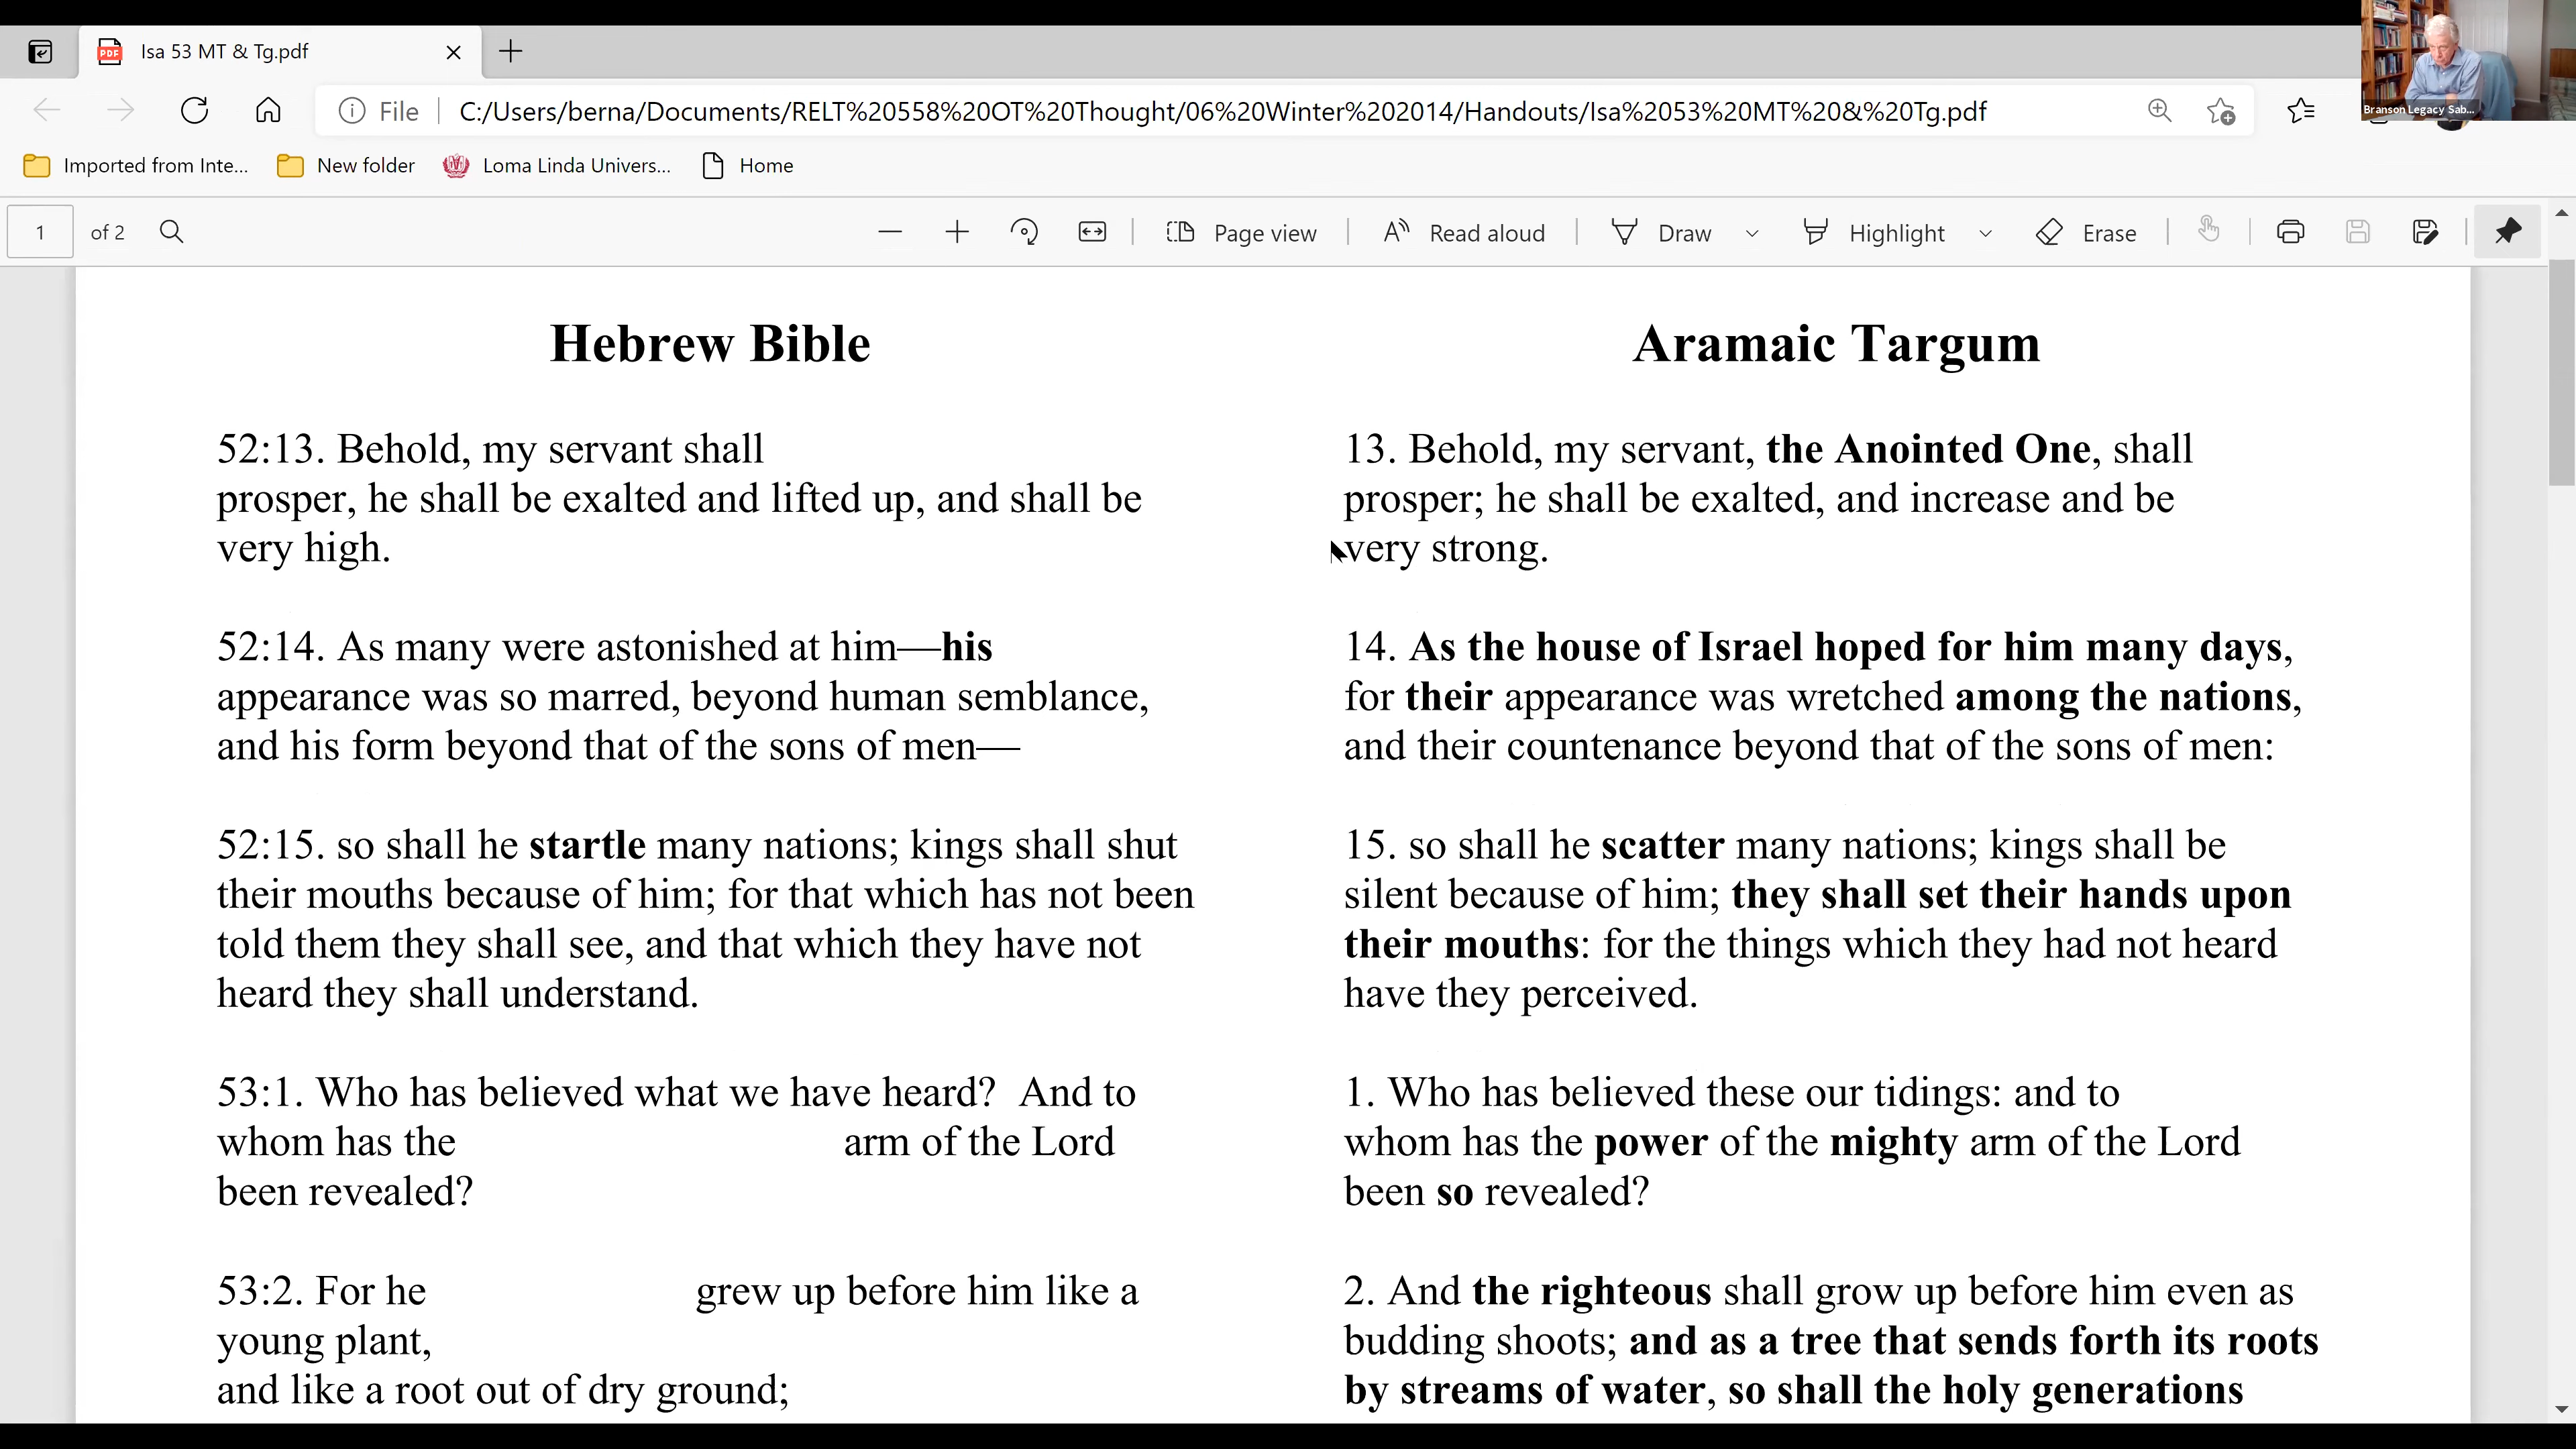 Isa 53 MT & Tg.pdf
File
C:/Users/berna/Documents/RELT%20558%20OT%20Thought/06%20Winter%202014/Handouts/Isa%2053%20MT%20&%20Tg.pdf
Branson Legacy Sab...
Imported from Inte...
New folder
Loma Linda Univers...
Home
1 of 2
Page view
Read aloud
Draw
Highlight
Erase
Hebrew Bible
52:13. Behold, my servant shall
prosper, he shall be exalted and lifted up, and shall be
very high.
52:14. As many were astonished at him—his
appearance was so marred, beyond human semblance,
and his form beyond that of the sons of men—
52:15. so shall he startle many nations; kings shall shut
their mouths because of him; for that which has not been
told them they shall see, and that which they have not
heard they shall understand.
53:1. Who has believed what we have heard? And to
whom has the arm of the Lord
been revealed?
53:2. For he grew up before him like a
young plant,
and like a root out of dry ground;
Aramaic Targum
13. Behold, my servant, the Anointed One, shall
prosper; he shall be exalted, and increase and be
very strong.
14. As the house of Israel hoped for him many days,
for their appearance was wretched among the nations,
and their countenance beyond that of the sons of men:
15. so shall he scatter many nations; kings shall be
silent because of him; they shall set their hands upon
their mouths: for the things which they had not heard
have they perceived.
1. Who has believed these our tidings: and to
whom has the power of the mighty arm of the Lord
been so revealed?
2. And the righteous shall grow up before him even as
budding shoots; and as a tree that sends forth its roots
by streams of water, so shall the holy generations